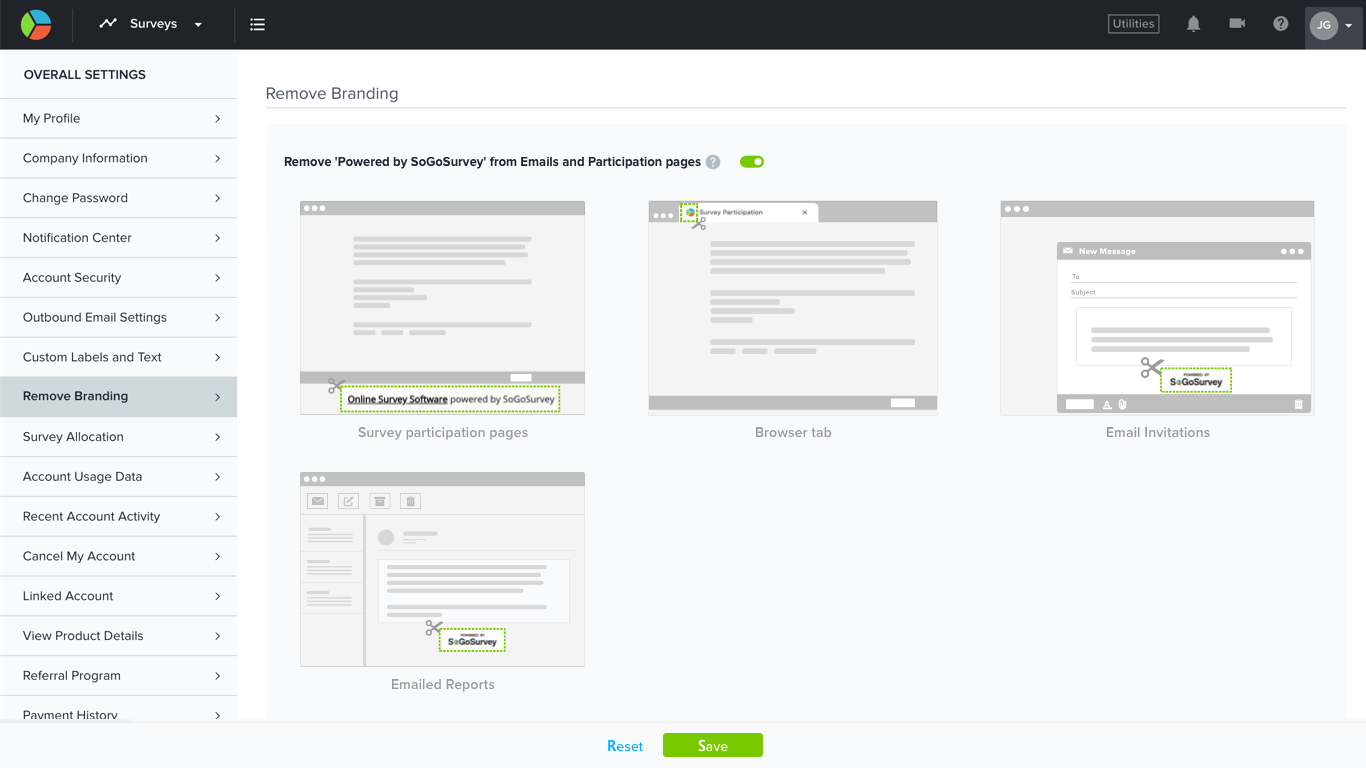 Surveys
Utilities
JG
OVERALL SETTINGS
My Profile
Company Information
Change Password
Notification Center
Account Security
Outbound Email Settings
Custom Labels and Text
Remove Branding
Survey Allocation
Account Usage Data
Recent Account Activity
Cancel My Account
Linked Account
View Product Details
Referral Program
Payment History
Remove Branding
Remove 'Powered by SoGoSurvey' from Emails and Participation pages ?
Online Survey Software powered by SoGoSurvey
Survey participation pages
Survey Participation
Browser tab
New Message
To
Subject
POWERED BY
SoGoSurvey
A
Email Invitations
POWERED BY
SoGoSurvey
Emailed Reports
Reset
Save